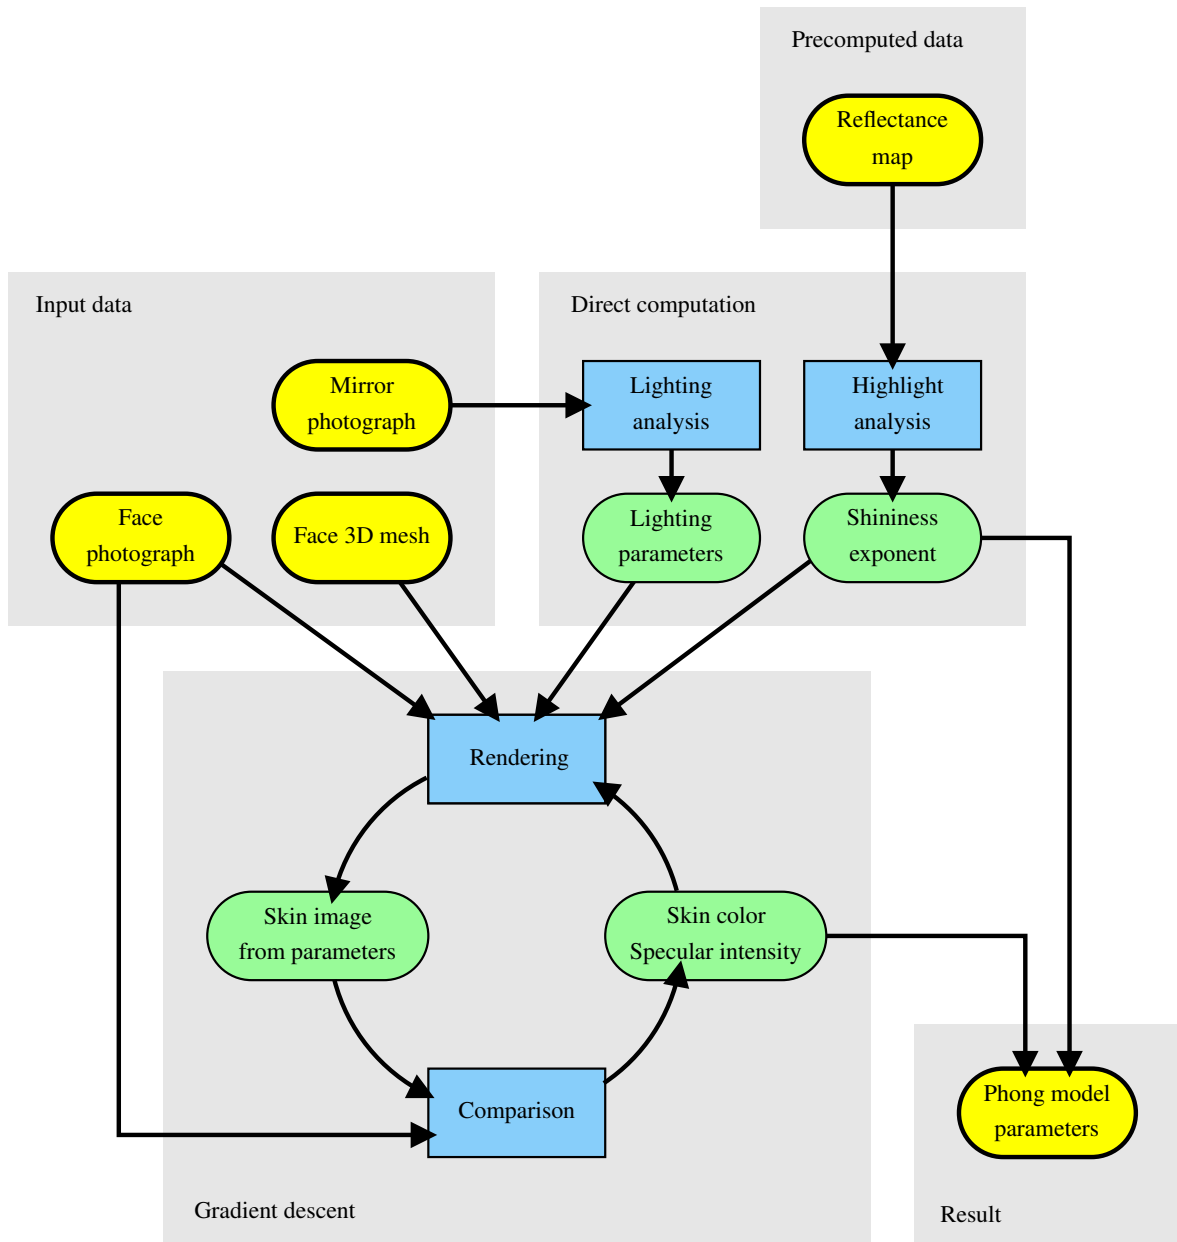 Precomputed data
Reflectance
map
Input data
Direct computation
Mirror
photograph
Lighting
analysis
Highlight
analysis
Face
photograph
Face 3D mesh
Lighting
parameters
Shininess
exponent
Rendering
Skin image
from parameters
Skin color
Specular intensity
Comparison
Phong model
parameters
Gradient descent
Result